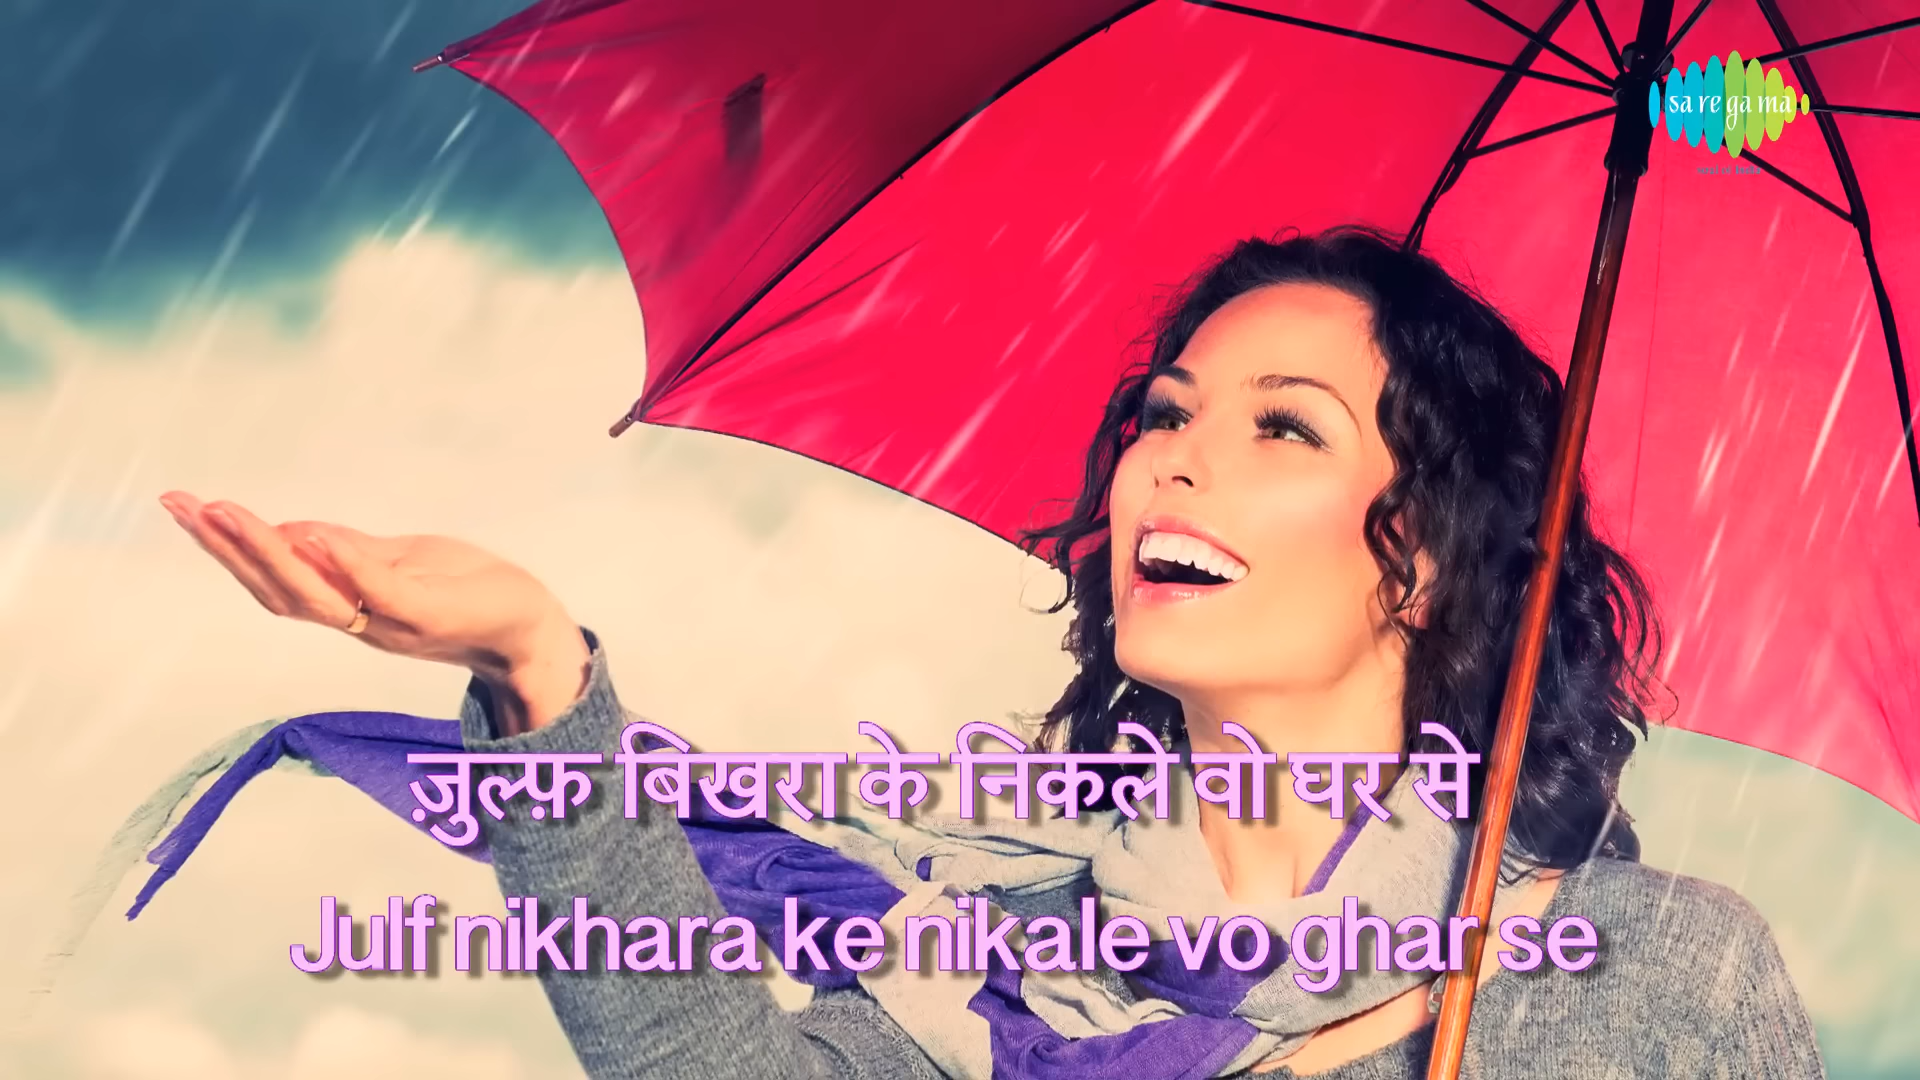 sa re ga ma
ज़ुल्फ़ बिखरा के निकले वो घर से
Julf nikhara ke nikale vo ghar se